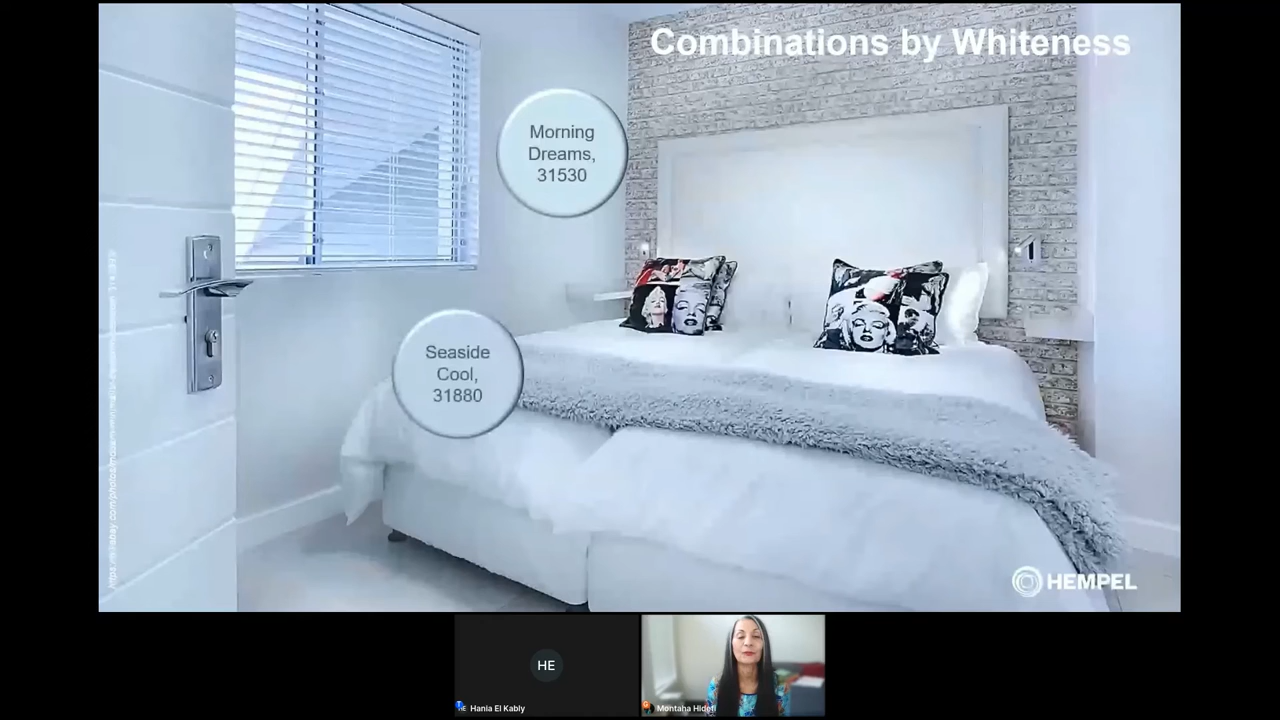 Combinations by Whiteness
Morning
Dreams,
31530
Seaside
Cool,
31880
HEMPEL
HE
Hania El Kably
Montaha Hidefi